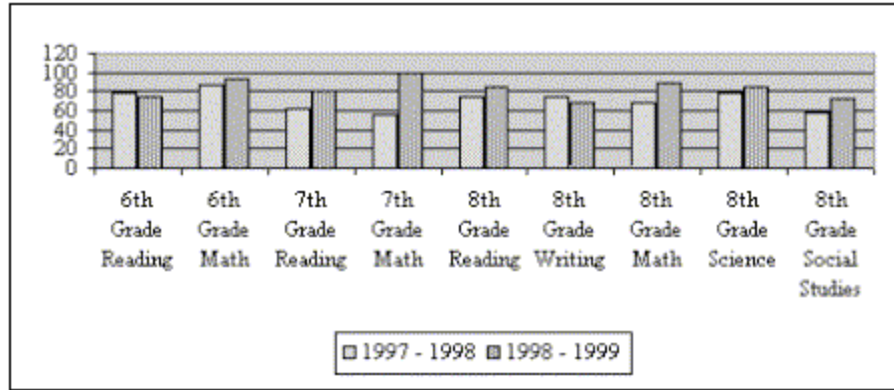 120
100
80
60
40
20
0
6th Grade Reading
6th Grade Math
7th Grade Reading
7th Grade Math
8th Grade Reading
8th Grade Writing
8th Grade Math
8th Grade Science
8th Grade Social Studies
1997 - 1998 1998 - 1999